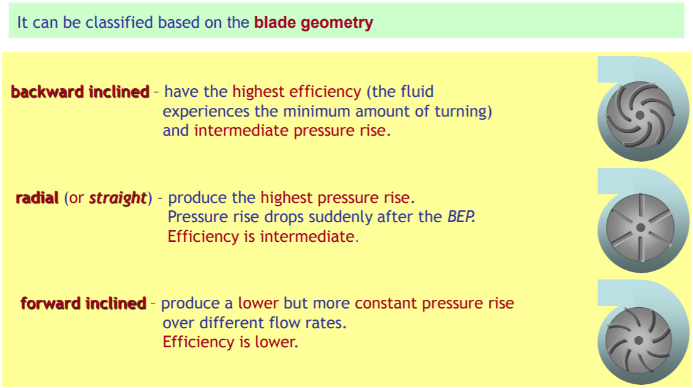 It can be classified based on the blade geometry
backward inclined - have the highest efficiency (the fluid
experiences the minimum amount of turning)
and intermediate pressure rise.
radial (or straight) - produce the highest pressure rise.
Pressure rise drops suddenly after the BEP.
Efficiency is intermediate.
forward inclined - produce a lower but more constant pressure rise
over different flow rates.
Efficiency is lower.